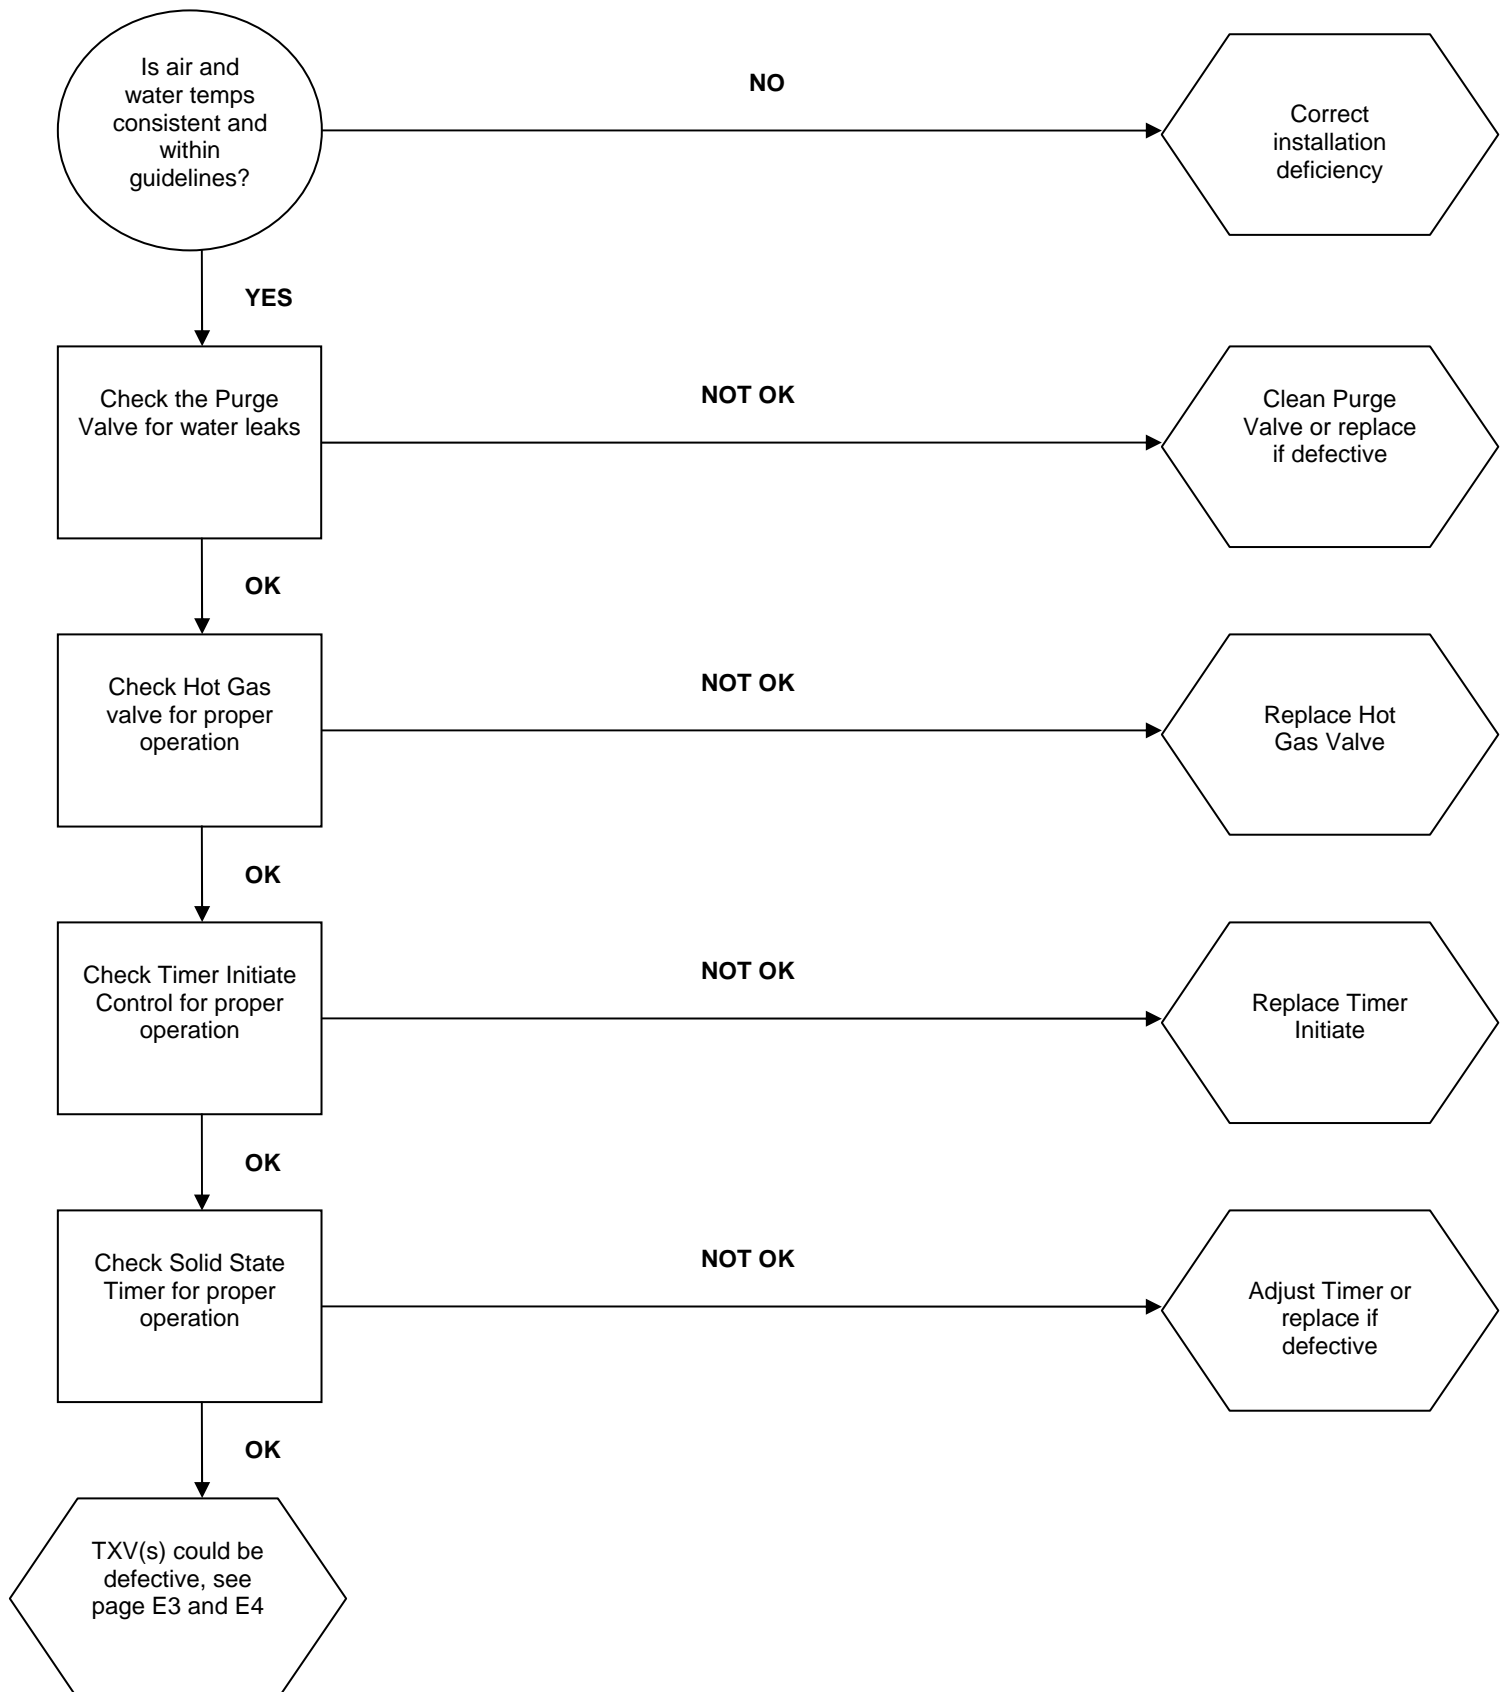 Is air and
water temps
consistent and
within
guidelines?
NO
Correct
installation
deficiency
YES
Check the Purge
Valve for water leaks
NOT OK
Clean Purge
Valve or replace
if defective
OK
Check Hot Gas
valve for proper
operation
NOT OK
Replace Hot
Gas Valve
OK
Check Timer Initiate
Control for proper
operation
NOT OK
Replace Timer
Initiate
OK
Check Solid State
Timer for proper
operation
NOT OK
Adjust Timer or
replace if
defective
OK
TXV(s) could be
defective, see
page E3 and E4